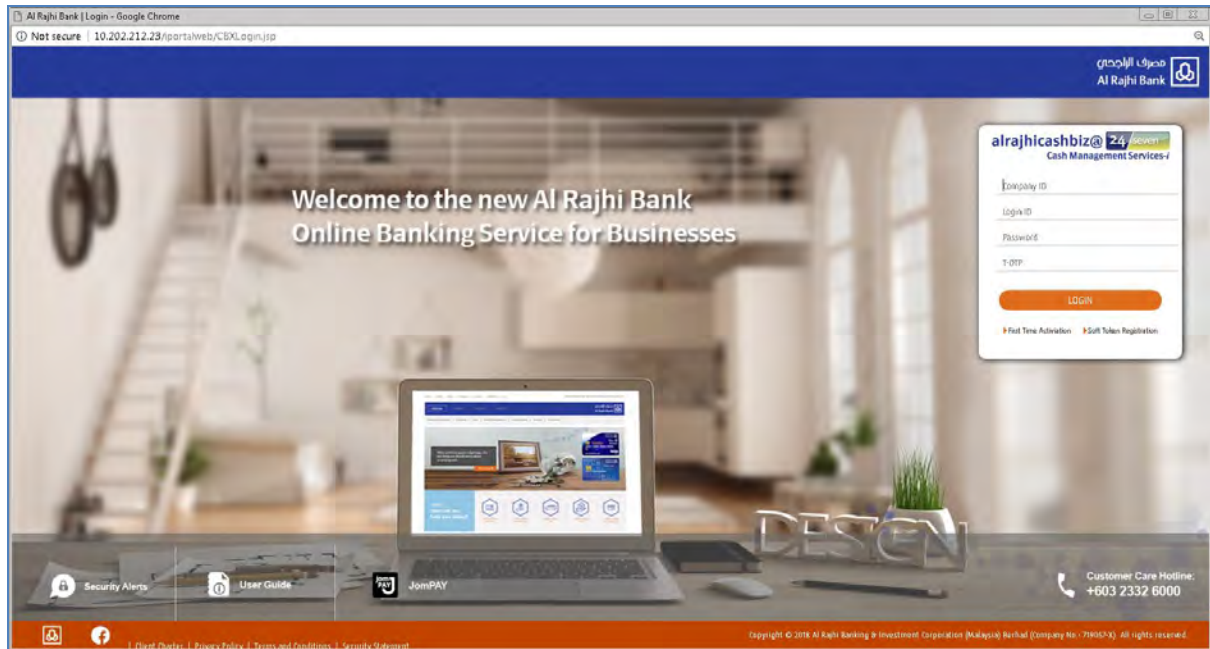 Al Rajhi Bank | Login - Google Chrome
Not secure | 10.202.212.23/iportalweb/CBXLogin.jsp
مصرف الراجحي
Al Rajhi Bank
alrajhicashbiz@ 24 seven
Cash Management Services-i
Company ID
Login ID
Password
T-OTP
LOGIN
First Time Activation
Soft Token Registration
Welcome to the new Al Rajhi Bank
Online Banking Service for Businesses
DESIGN
Security Alerts
User Guide
Jom PAY
JomPAY
Customer Care Hotline:
+603 2332 6000
| Client Charter | Privacy Policy | Terms and Conditions | Security Statement
Copyright © 2018 Al Rajhi Banking & Investment Corporation (Malaysia) Berhad (Company No.: 719057-X). All rights reserved.